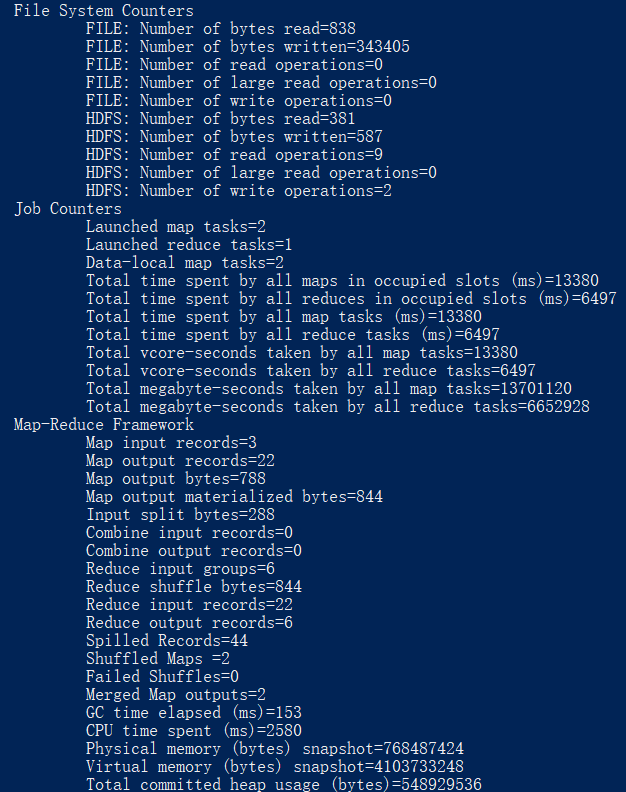 File System Counters
FILE: Number of bytes read=838
FILE: Number of bytes written=343405
FILE: Number of read operations=0
FILE: Number of large read operations=0
FILE: Number of write operations=0
HDFS: Number of bytes read=381
HDFS: Number of bytes written=587
HDFS: Number of read operations=9
HDFS: Number of large read operations=0
HDFS: Number of write operations=2
Job Counters
Launched map tasks=2
Launched reduce tasks=1
Data-local map tasks=2
Total time spent by all maps in occupied slots (ms)=13380
Total time spent by all reduces in occupied slots (ms)=6497
Total time spent by all map tasks (ms)=13380
Total time spent by all reduce tasks (ms)=6497
Total vcore-seconds taken by all map tasks=13380
Total vcore-seconds taken by all reduce tasks=6497
Total megabyte-seconds taken by all map tasks=13701120
Total megabyte-seconds taken by all reduce tasks=6652928
Map-Reduce Framework
Map input records=3
Map output records=22
Map output bytes=788
Map output materialized bytes=844
Input split bytes=288
Combine input records=0
Combine output records=0
Reduce input groups=6
Reduce shuffle bytes=844
Reduce input records=22
Reduce output records=6
Spilled Records=44
Shuffled Maps =2
Failed Shuffles=0
Merged Map outputs=2
GC time elapsed (ms)=153
CPU time spent (ms)=2580
Physical memory (bytes) snapshot=768487424
Virtual memory (bytes) snapshot=4103733248
Total committed heap usage (bytes)=548929536